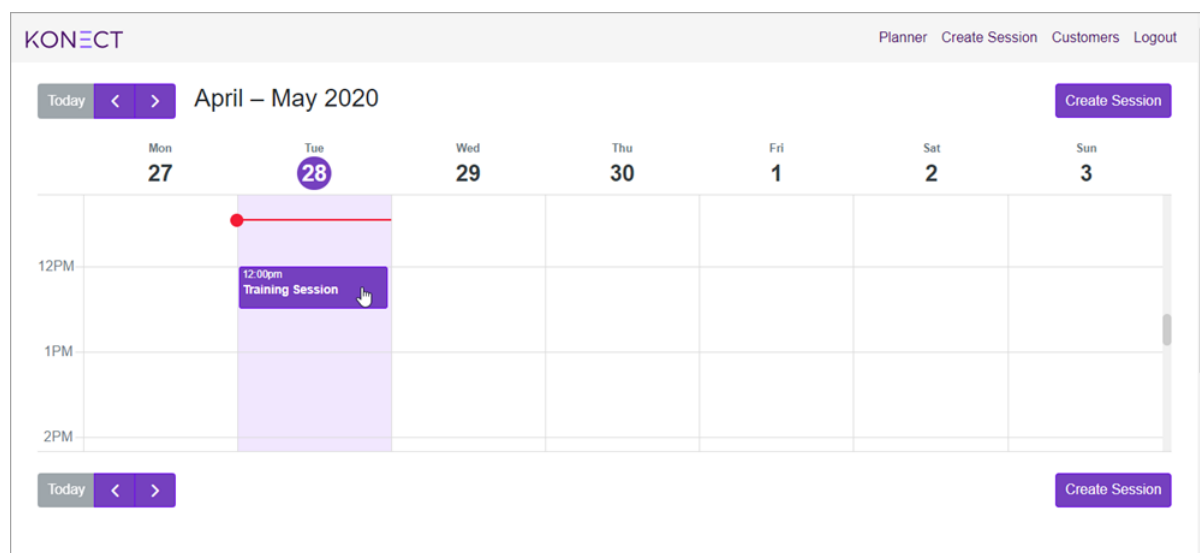 KONECT
Planner Create Session Customers Logout
Today April – May 2020 Create Session
Mon Tue Wed Thu Fri Sat Sun
27 28 29 30 1 2 3
12PM
12:00pm
Training Session
1PM
2PM
Today Create Session